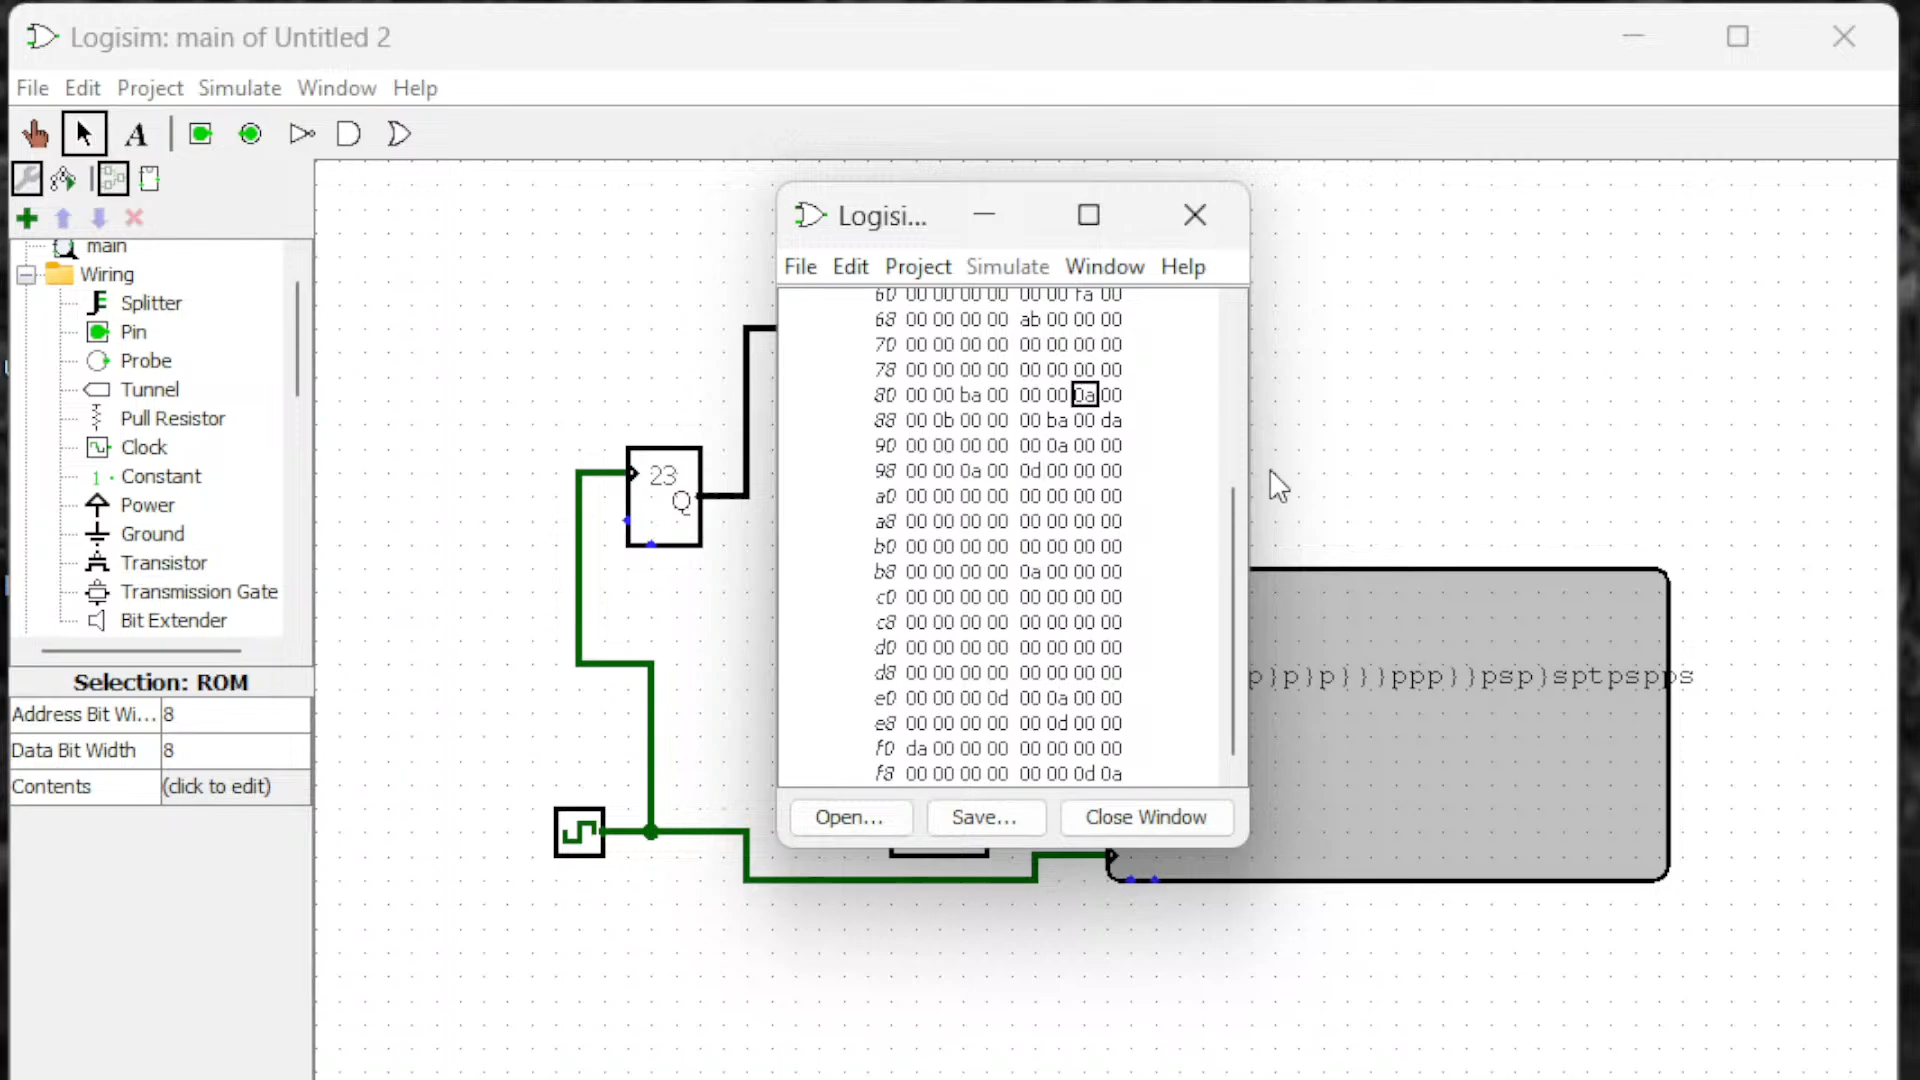 Logisim: main of Untitled 2
File Edit Project Simulate Window Help
A
main
Wiring
Splitter
Pin
Probe
Tunnel
Pull Resistor
Clock
1 Constant
Power
Ground
Transistor
Transmission Gate
Bit Extender
Selection: ROM
Address Bit Wi... 8
Data Bit Width 8
Contents (click to edit)
23
Q
Logisi...
File Edit Project Simulate Window Help
60 00 00 00 00 00 00 fa 00
68 00 00 00 00 ab 00 00 00
70 00 00 00 00 00 00 00 00
78 00 00 00 00 00 00 00 00
80 00 00 ba 00 00 00 0a 00
88 00 0b 00 00 00 ba 00 da
90 00 00 00 00 00 0a 00 00
98 00 00 0a 00 0d 00 00 00
a0 00 00 00 00 00 00 00 00
a8 00 00 00 00 00 00 00 00
b0 00 00 00 00 00 00 00 00
b8 00 00 00 00 0a 00 00 00
c0 00 00 00 00 00 00 00 00
c8 00 00 00 00 00 00 00 00
d0 00 00 00 00 00 00 00 00
d8 00 00 00 00 00 00 00 00
e0 00 00 00 0d 00 0a 00 00
e8 00 00 00 00 00 0d 00 00
f0 da 00 00 00 00 00 00 00
f8 00 00 00 00 00 00 0d 0a
Open... Save... Close Window
p}p}p}}}ppp}}psp}sptpspps